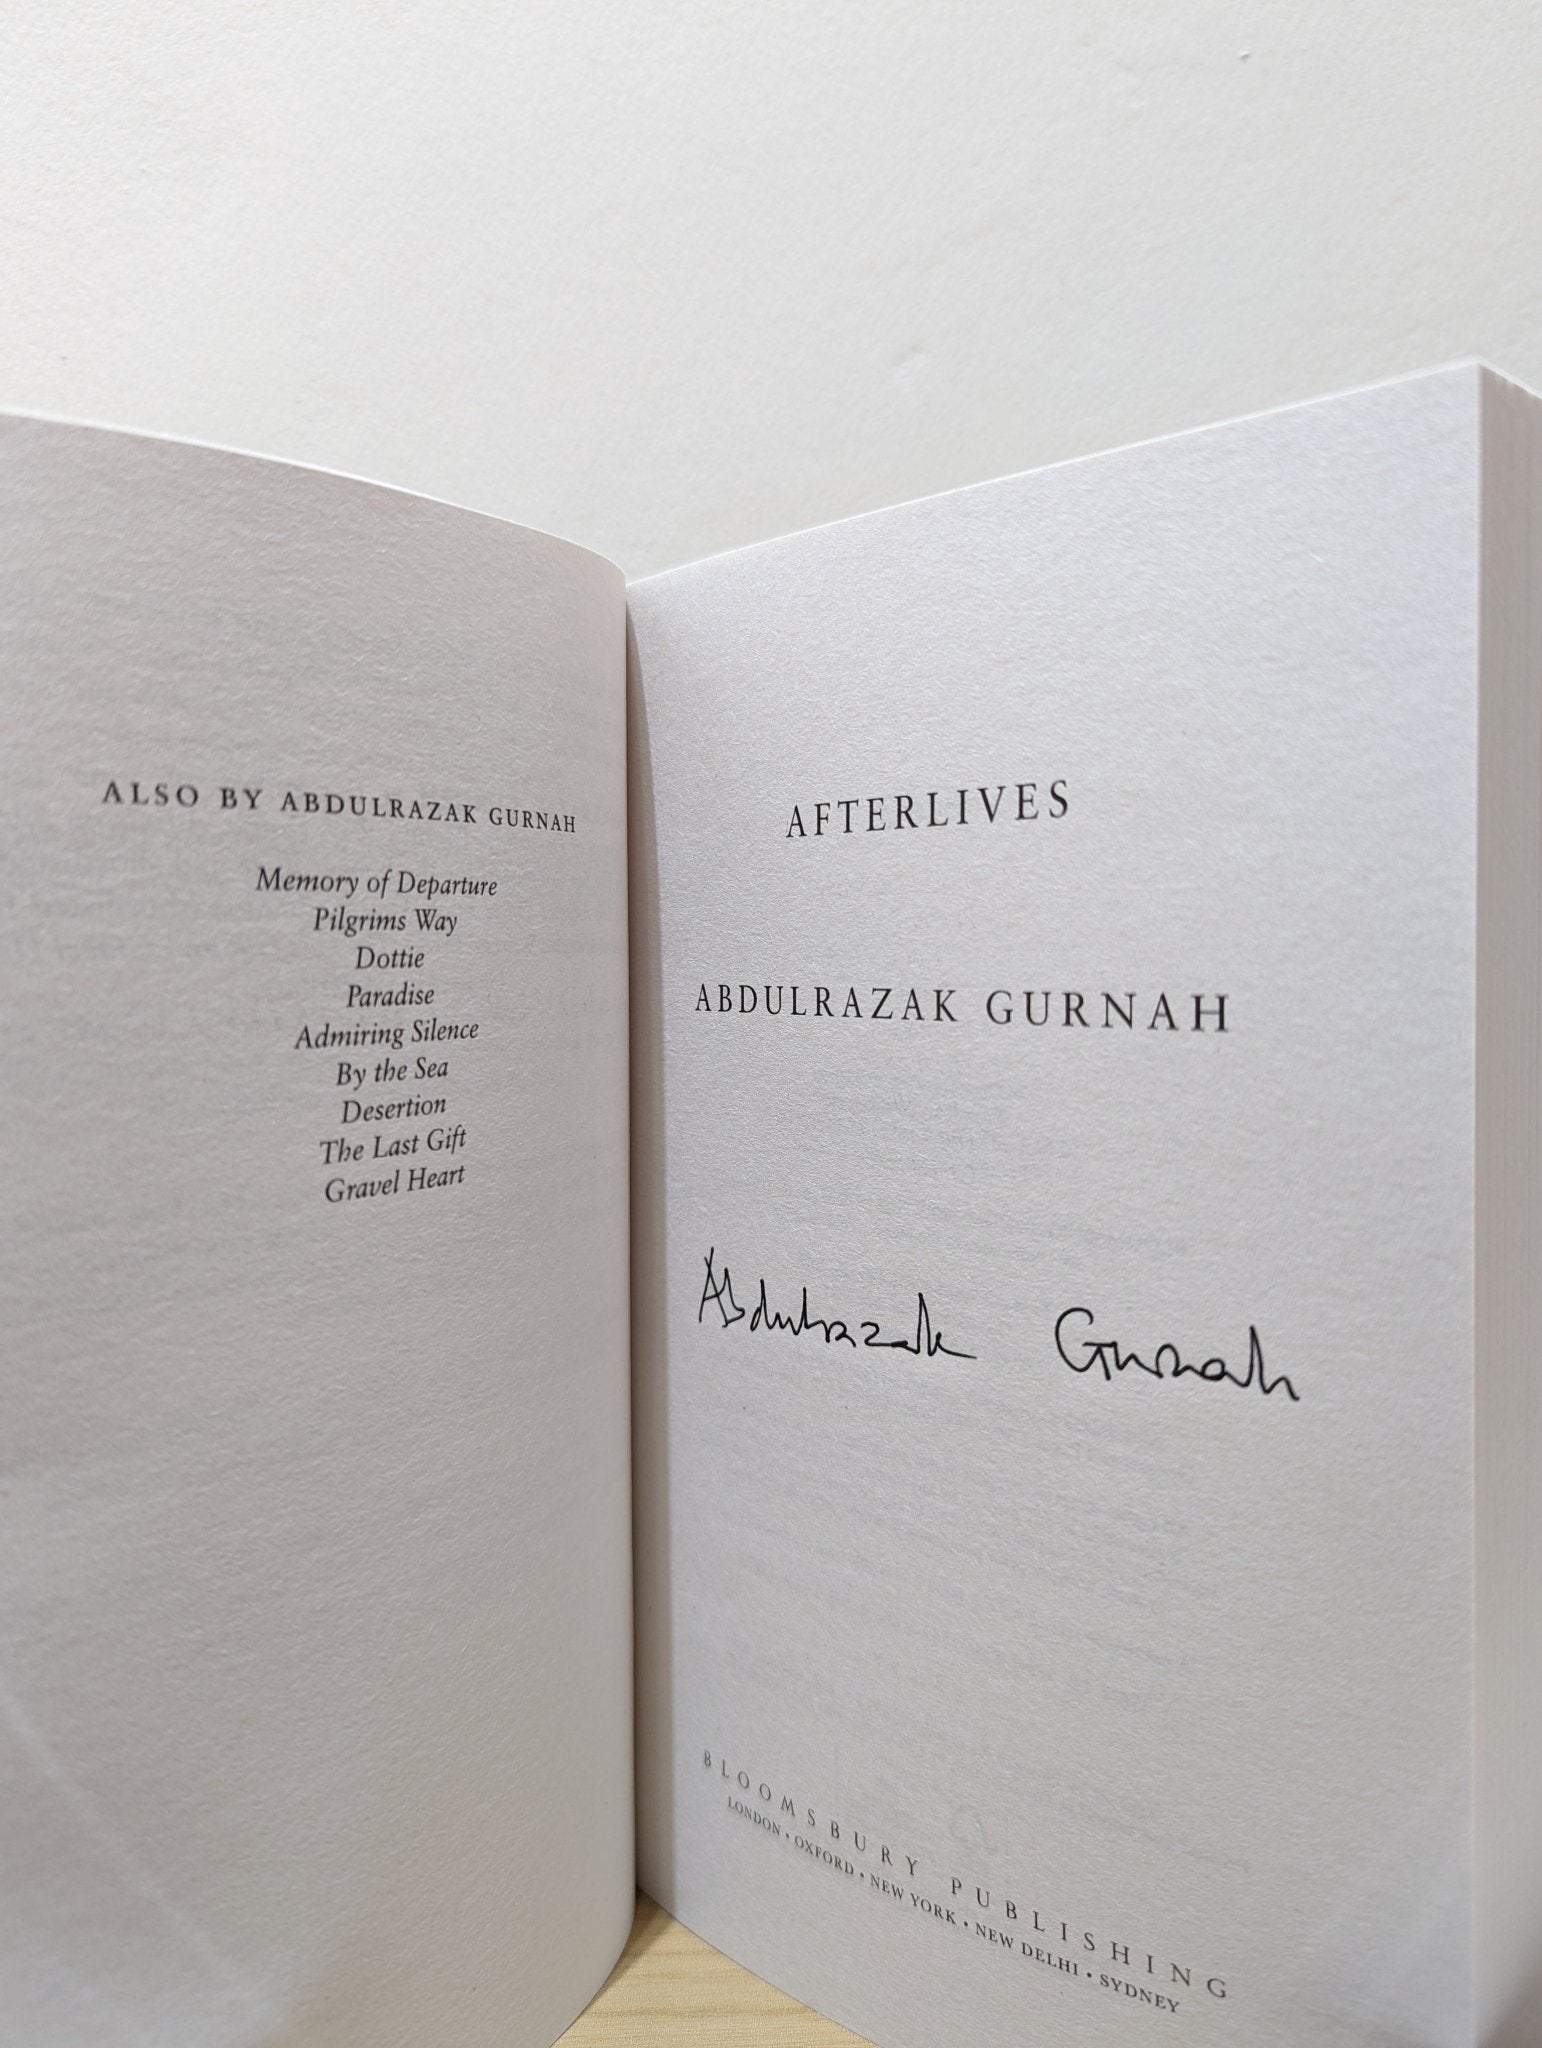 ALSO BY ABDULRAZAK GURNAH
Memory of Departure
Pilgrims Way
Dottie
Paradise
Admiring Silence
By the Sea
Desertion
The Last Gift
Gravel Heart
AFTERLIVES
ABDULRAZAK GURNAH
Abdulrazak Gurnah
BLOOMSBURY PUBLISHING
LONDON • OXFORD • NEW YORK • NEW DELHI • SYDNEY